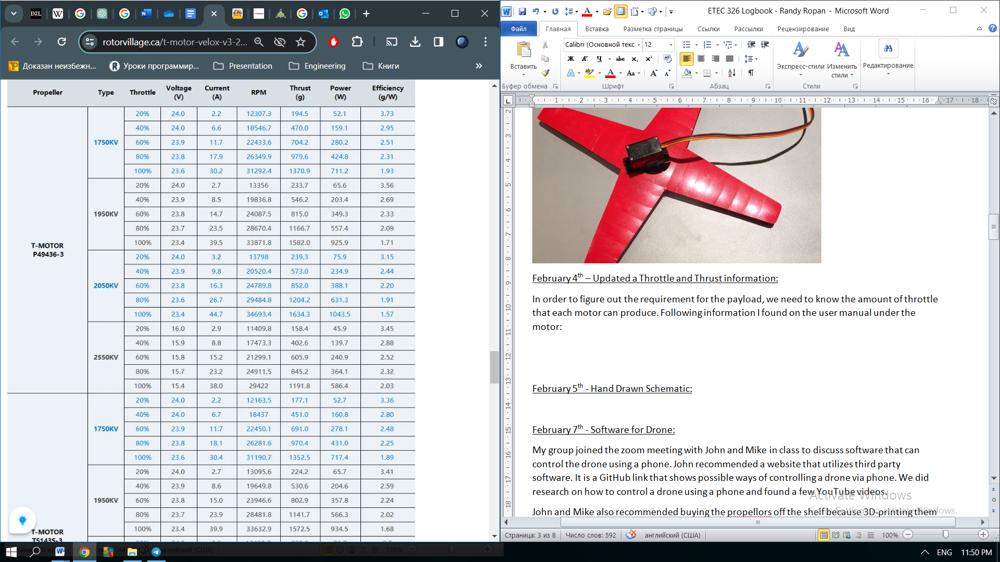 ETEC 326 Logbook - Randy Ropan - Microsoft Word
rotorvillage.ca/t-motor-velox-v3-2...
Доказан неизбежн... Уроки программир... Presentation Engineering Книги
Файл Главная Вставка Разметка страницы Ссылки Рассылки Рецензирование Вид
Calibri (Основной текс 12
Вставить
Экспресс-стили Изменить стили Редактирование
Буфер обмена Шрифт Абзац Стили
Propeller Type Throttle Voltage (V) Current (A) RPM Thrust (g) Power (W) Efficiency (g/W)
T-MOTOR P49436-3
1750KV
20% 24.0 2.2 12307.3 194.5 52.1 3.73
40% 24.0 6.6 18546.7 470.0 159.1 2.95
60% 23.9 11.7 22433.6 704.2 280.2 2.51
80% 23.8 17.9 26349.9 979.6 424.8 2.31
100% 23.6 30.2 31292.4 1370.9 711.2 1.93
1950KV
20% 24.0 2.7 13356 233.7 65.6 3.56
40% 23.9 8.5 19836.8 546.2 203.4 2.69
60% 23.8 14.7 24087.5 815.0 349.3 2.33
80% 23.7 23.5 28670.4 1166.7 557.4 2.09
100% 23.4 39.5 33871.8 1582.0 925.9 1.71
2050KV
20% 24.0 3.2 13798 239.3 75.9 3.15
40% 23.9 9.8 20520.4 573.0 234.9 2.44
60% 23.8 16.3 24789.8 852.0 388.1 2.20
80% 23.6 26.7 29484.8 1204.2 631.3 1.91
100% 23.4 44.7 34693.4 1634.3 1043.5 1.57
2550KV
20% 16.0 2.9 11409.8 158.4 45.9 3.45
40% 15.9 8.8 17473.3 402.6 139.7 2.88
60% 15.8 15.2 21299.1 605.9 240.9 2.52
80% 15.7 23.2 24911.5 845.2 364.1 2.32
100% 15.4 38.0 29422 1191.8 586.4 2.03
T-MOTOR
T5143S-3
1750KV
20% 24.0 2.2 12163.5 177.1 52.7 3.36
40% 24.0 6.7 18437 451.0 160.8 2.80
60% 23.9 11.7 22450.1 691.0 278.1 2.48
80% 23.8 18.1 26281.6 970.4 431.0 2.25
100% 23.6 30.4 31190.7 1352.5 717.4 1.89
1950KV
20% 24.0 2.7 13095.6 224.2 65.7 3.41
40% 23.9 8.6 19649.8 530.6 204.6 2.59
60% 23.8 15.0 23946.6 802.9 357.8 2.24
80% 23.7 23.9 28481.8 1141.7 566.3 2.02
100% 23.4 39.9 33632.9 1572.5 934.5 1.68
February 4th – Updated a Throttle and Thrust information:
In order to figure out the requirement for the payload, we need to know the amount of throttle
that each motor can produce. Following information I found on the user manual under the
motor:
February 5th - Hand Drawn Schematic:
February 7th - Software for Drone:
My group joined the zoom meeting with John and Mike in class to discuss software that can
control the drone using a phone. John recommended a website that utilizes third party
software. It is a GitHub link that shows possible ways of controlling a drone via phone. We did
research on how to control a drone using a phone and found a few YouTube videos.
John and Mike also recommended buying the propellors off the shelf because 3D-printing them
Activate Windows
Go to Settings to activate Windows.
Страница: 3 из 8 Число слов: 592 английский (США) 100%
ENG 11:50 PM